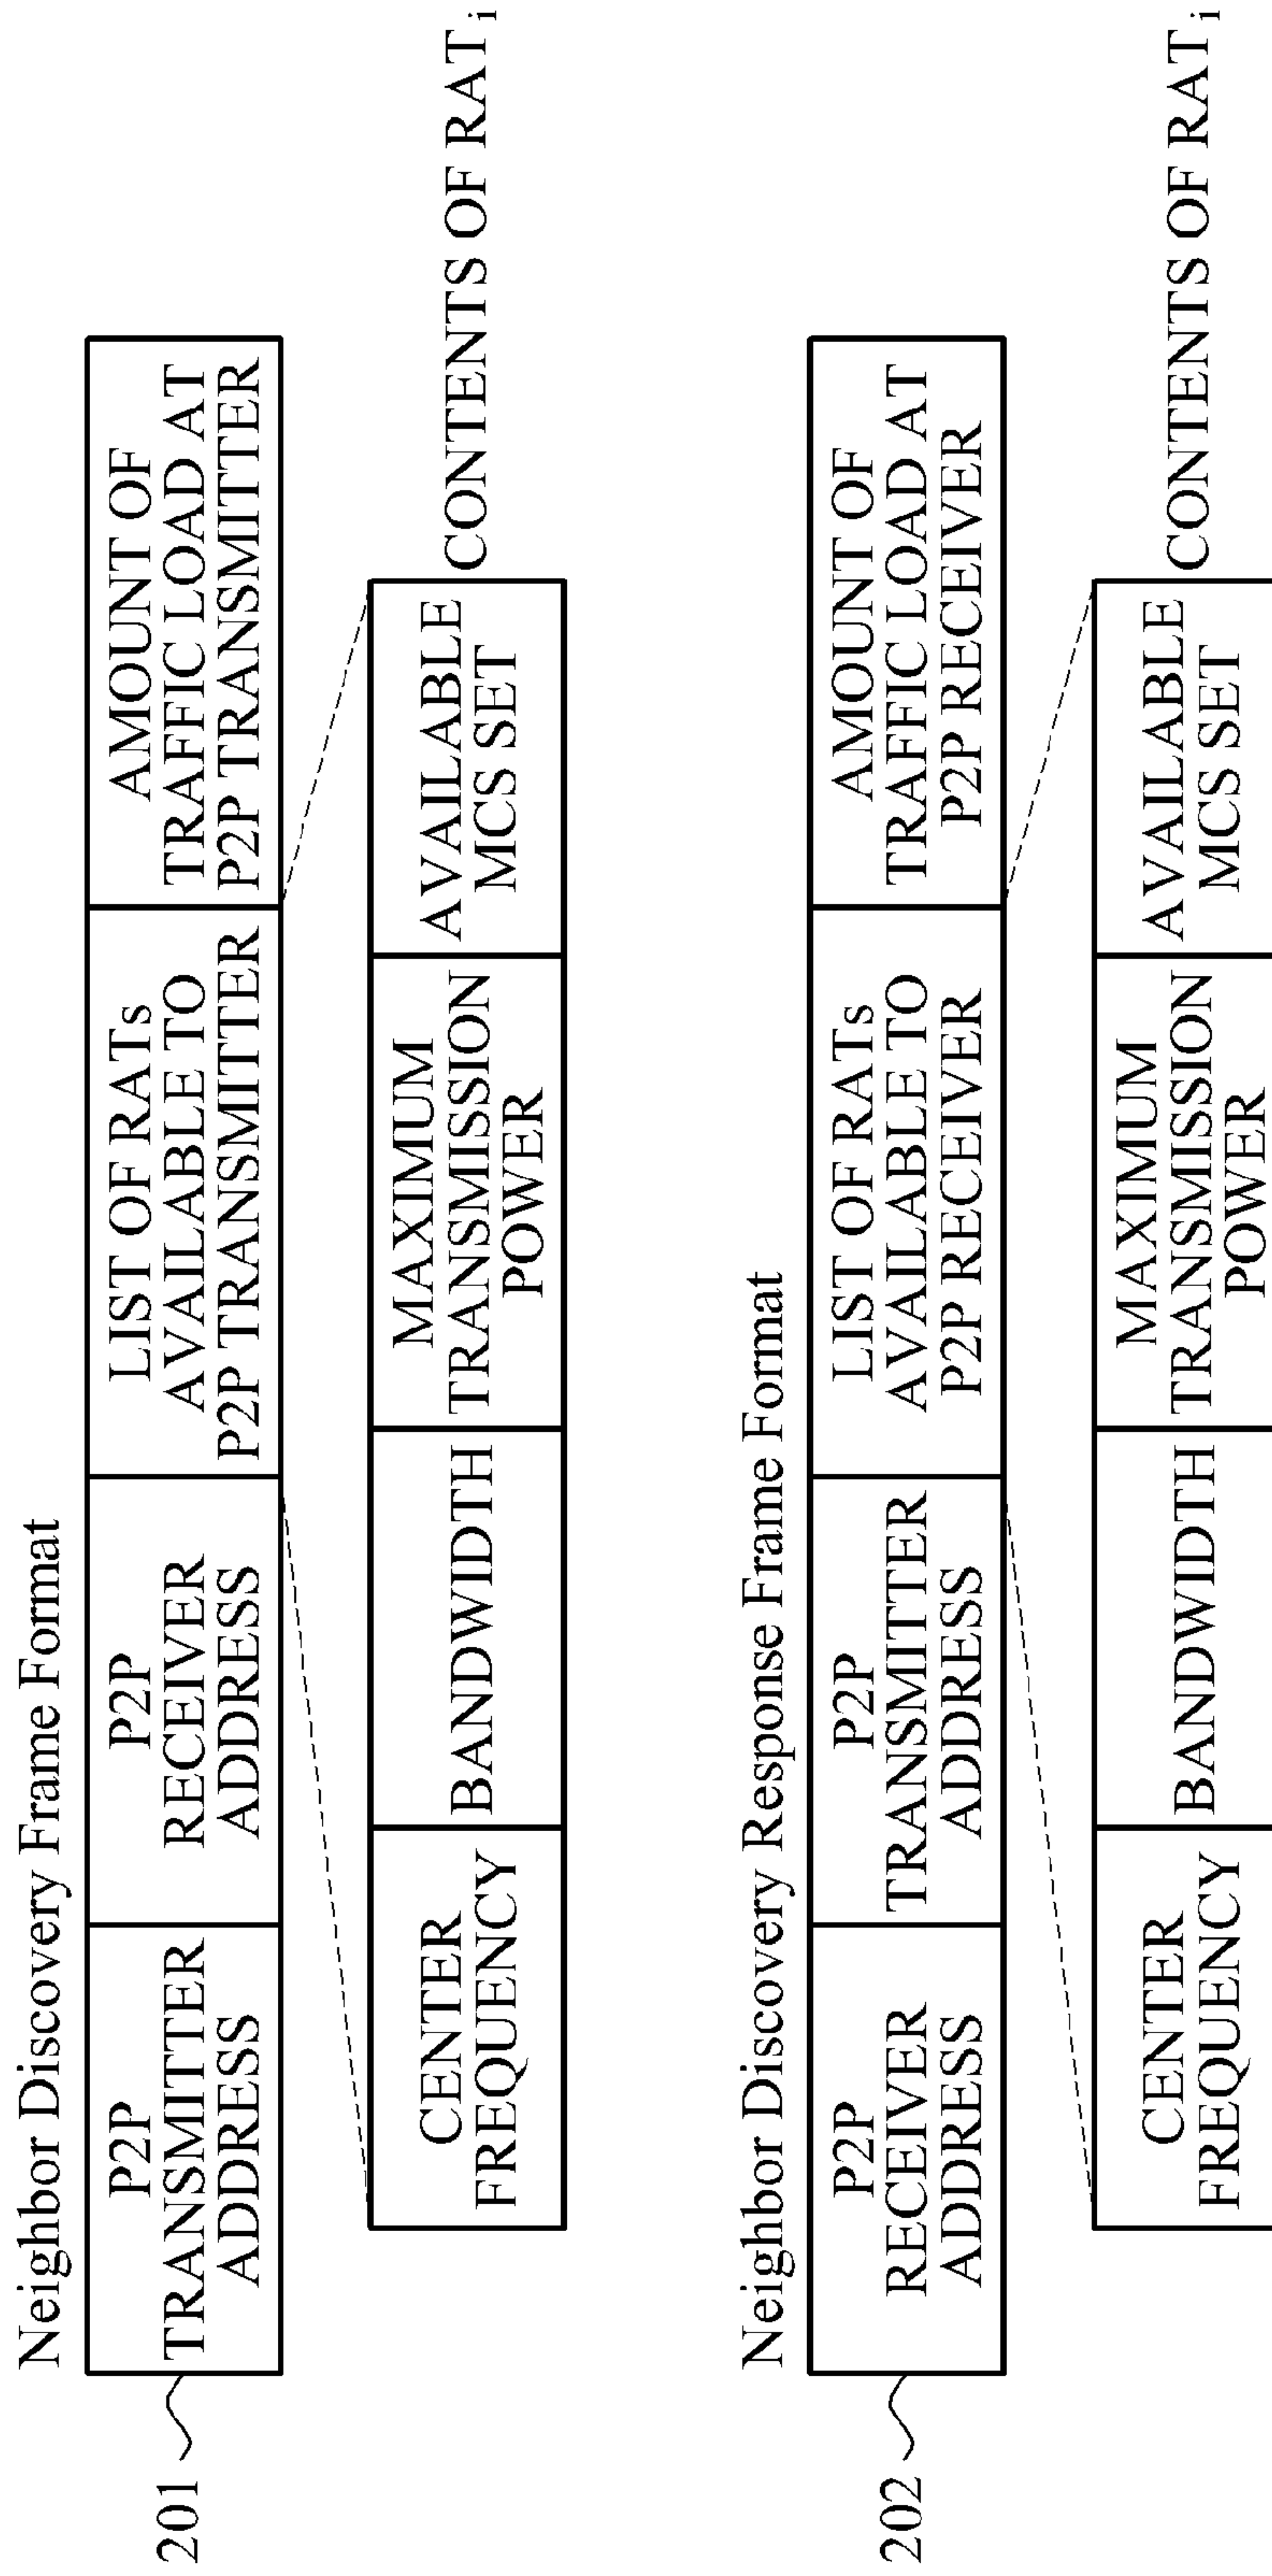 Neighbor Discovery Frame Format
201
P2P
TRANSMITTER
ADDRESS
P2P
RECEIVER
ADDRESS
LIST OF RATs
AVAILABLE TO
P2P TRANSMITTER
AMOUNT OF
TRAFFIC LOAD AT
P2P TRANSMITTER
CENTER
FREQUENCY
BANDWIDTH
MAXIMUM
TRANSMISSION
POWER
AVAILABLE
MCS SET
CONTENTS OF RATi
Neighbor Discovery Response Frame Format
202
P2P
RECEIVER
ADDRESS
P2P
TRANSMITTER
ADDRESS
LIST OF RATs
AVAILABLE TO
P2P RECEIVER
AMOUNT OF
TRAFFIC LOAD AT
P2P RECEIVER
CENTER
FREQUENCY
BANDWIDTH
MAXIMUM
TRANSMISSION
POWER
AVAILABLE
MCS SET
CONTENTS OF RATi